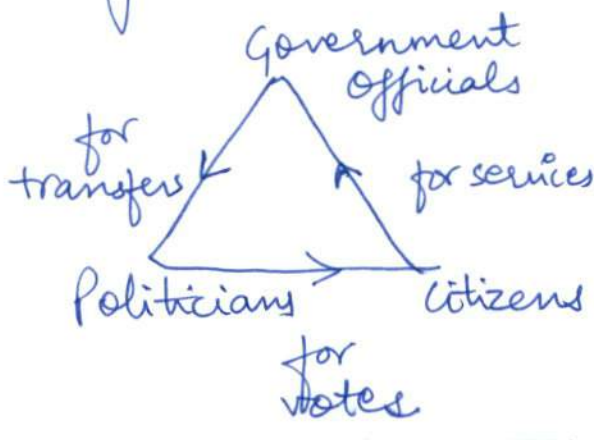 Government
Officials
for
transfers
for services
Politicians
Citizens
for
votes